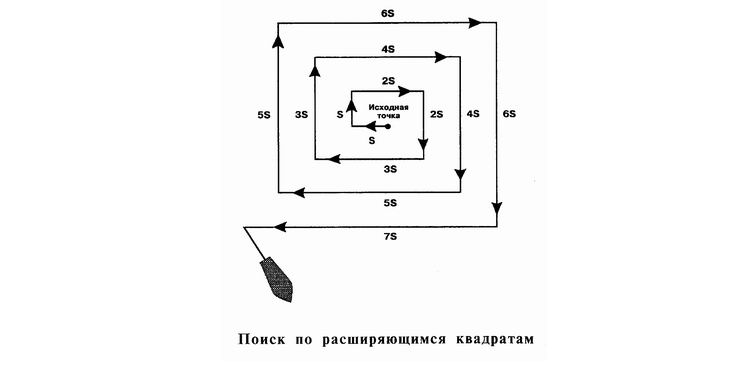 6S
4S
2S
5S
3S
S
Исходная
точка
2S
4S
6S
S
3S
5S
7S
Поиск по расширяющимся квадратам